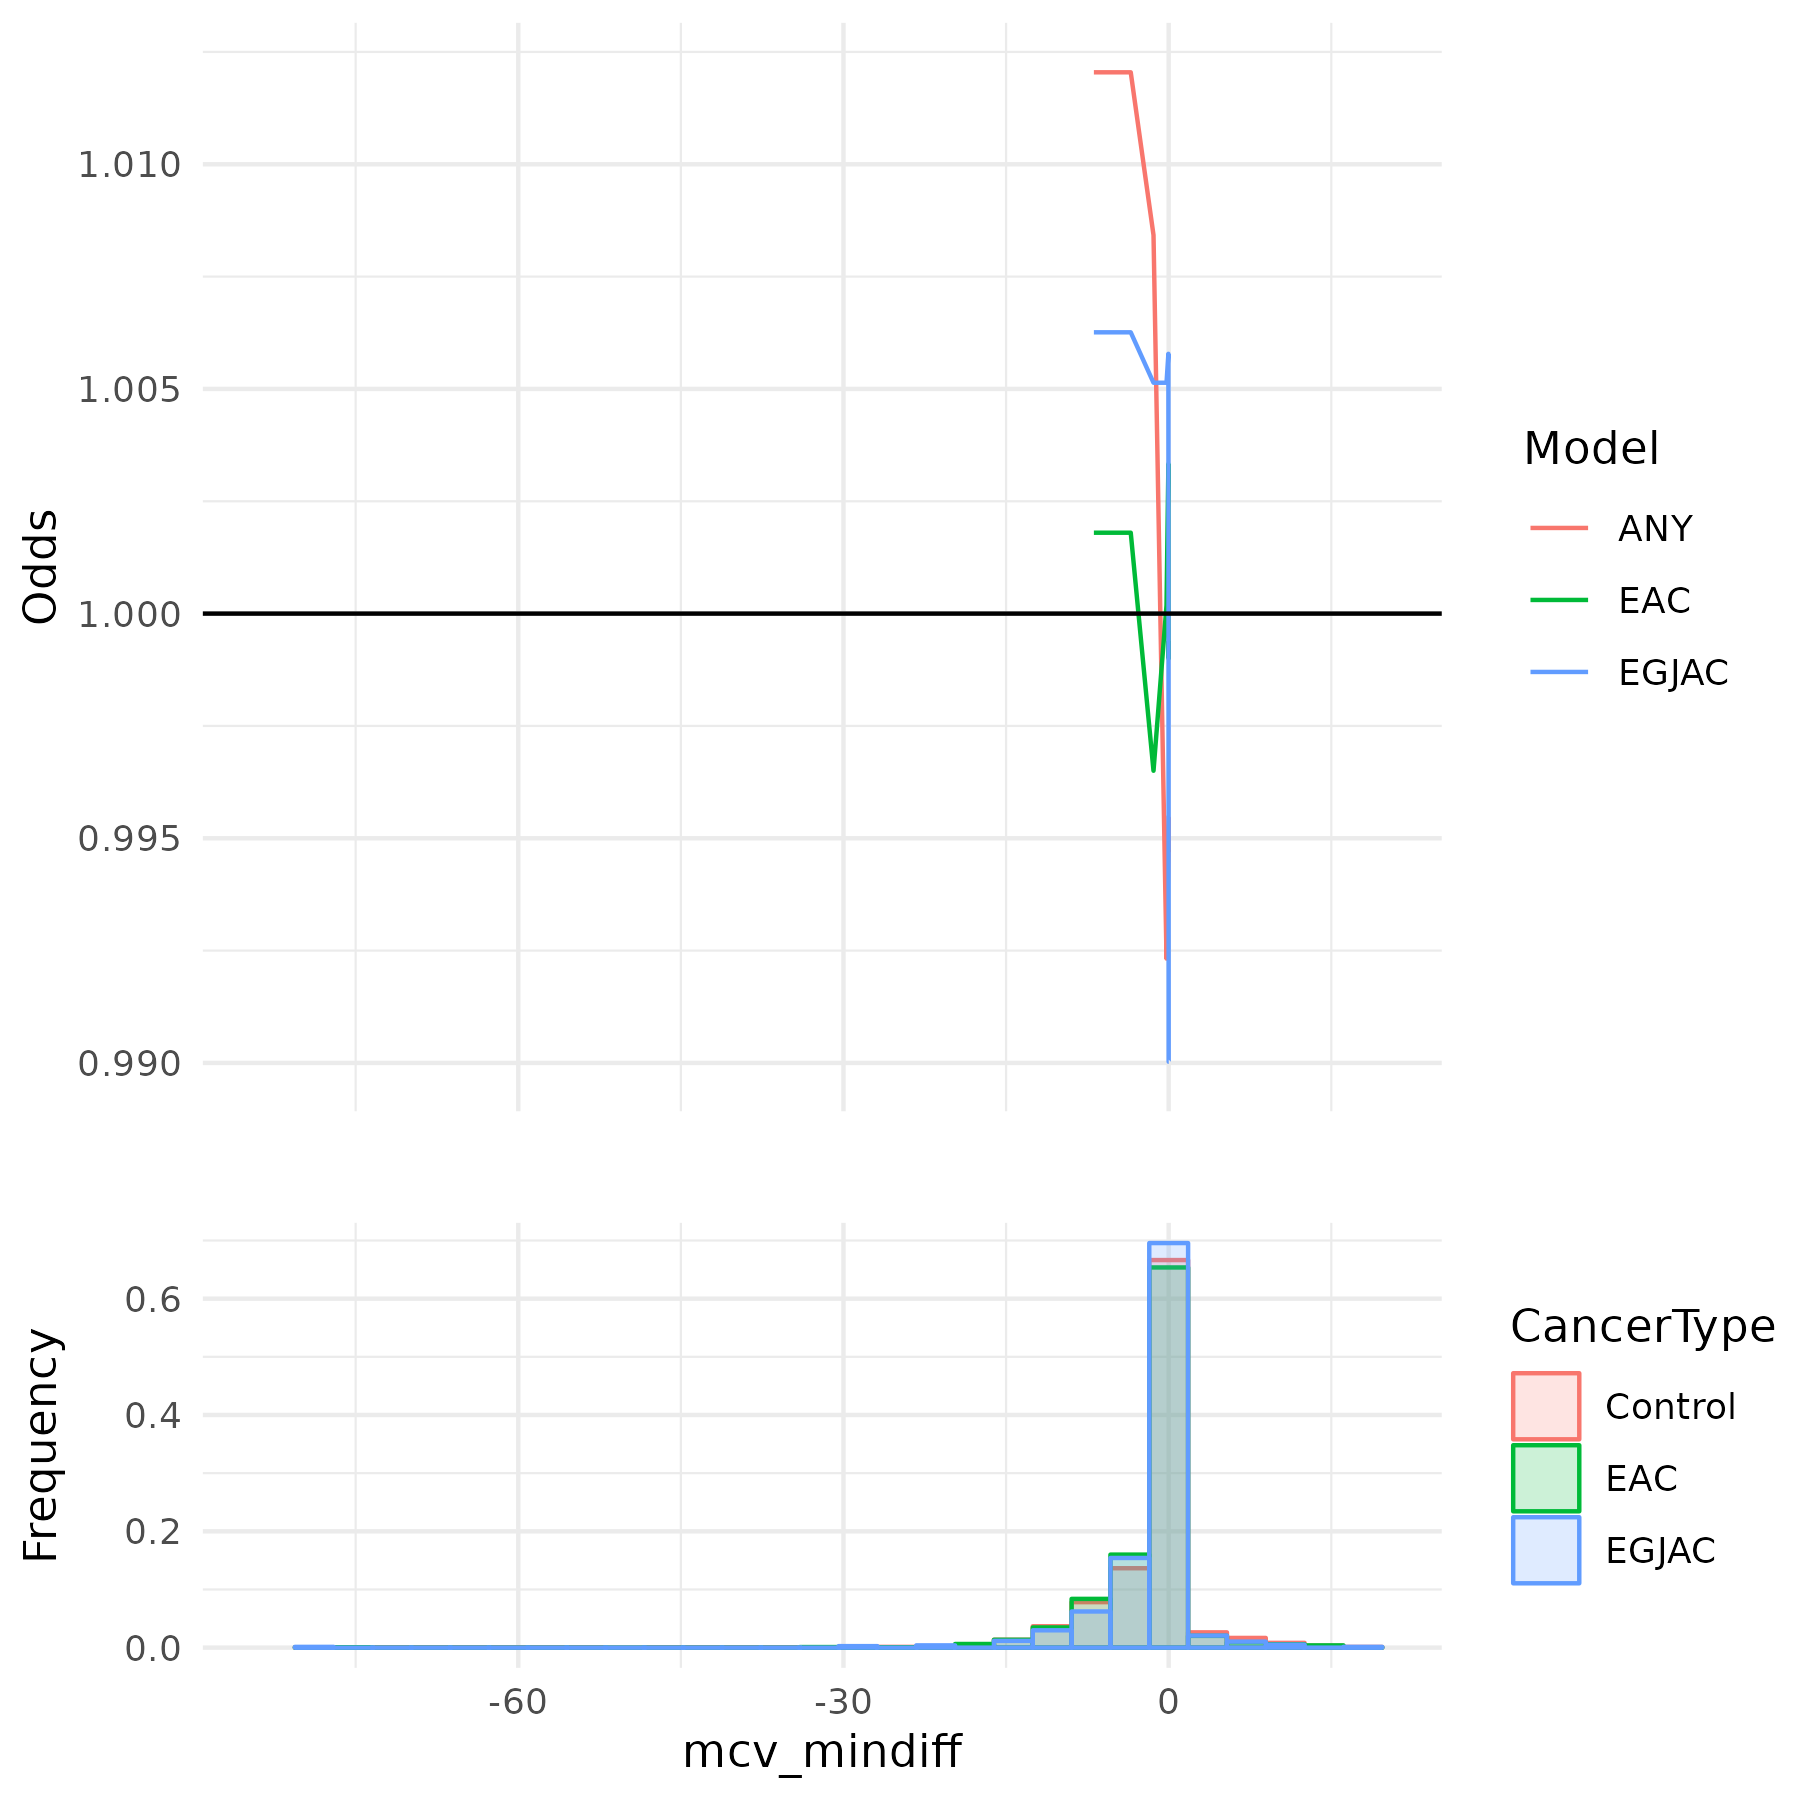 1.010
1.005
1.000
0.995
0.990
Odds
Model
ANY
EAC
EGJAC
0.6
0.4
0.2
0.0
Frequency
-60
-30
0
mcv_mindiff
CancerType
Control
EAC
EGJAC